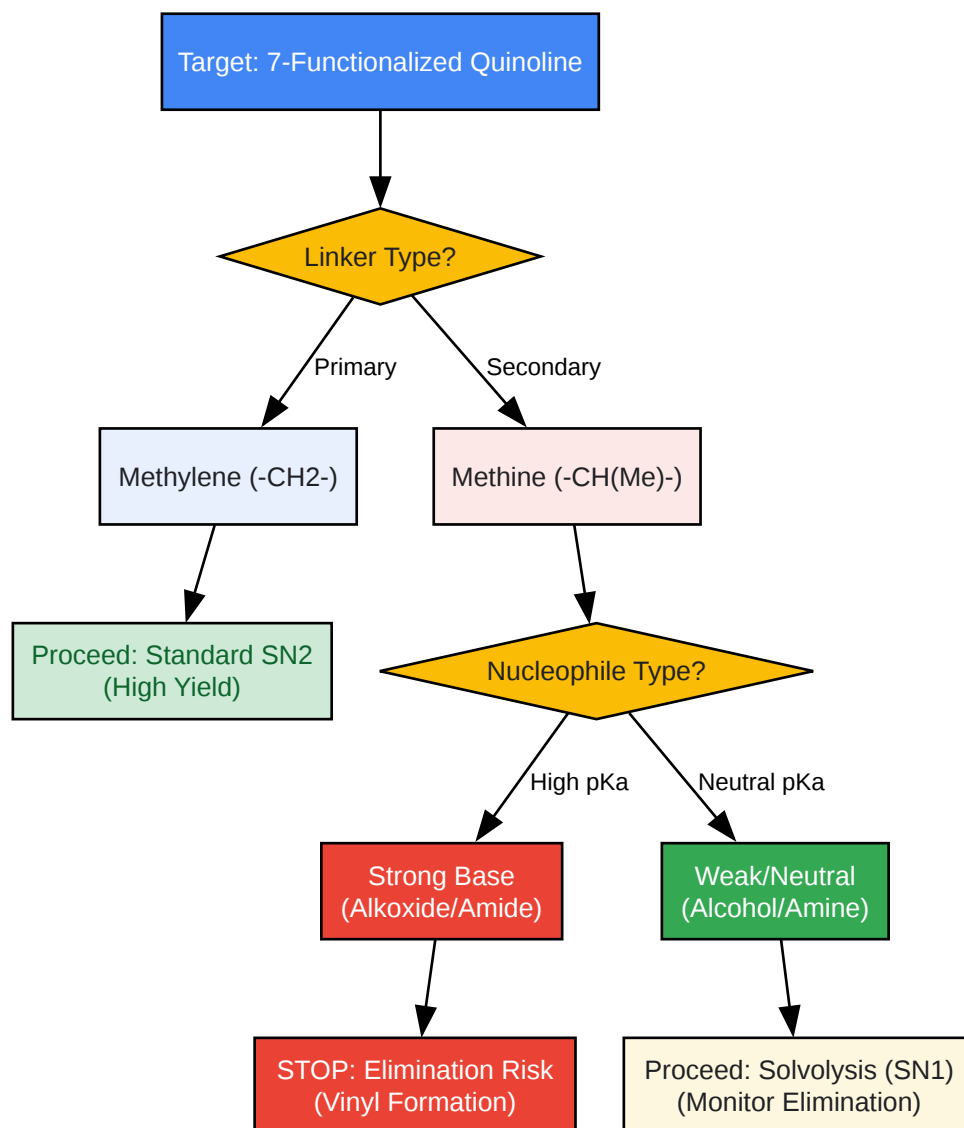 Target: 7-Functionalized Quinoline
Linker Type?
Primary
Secondary
Methylene (-CH2-)
Methine (-CH(Me)-)
Proceed: Standard SN2
(High Yield)
Nucleophile Type?
High pKa
Neutral pKa
Strong Base
(Alkoxide/Amide)
Weak/Neutral
(Alcohol/Amine)
STOP: Elimination Risk
(Vinyl Formation)
Proceed: Solvolysis (SN1)
(Monitor Elimination)